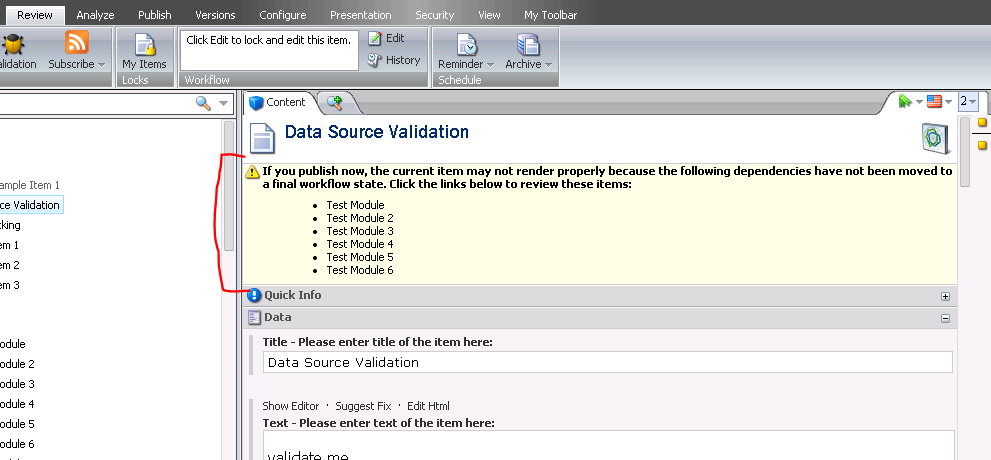 Review Analyze Publish Versions Configure Presentation Security View My Toolbar
Click Edit to lock and edit this item. Edit
History
Subscribe My Items Reminder Archive
Locks Workflow Schedule
Content 2
Data Source Validation
If you publish now, the current item may not render properly because the following dependencies have not been moved to
a final workflow state. Click the links below to review these items:
Test Module
Test Module 2
Test Module 3
Test Module 4
Test Module 5
Test Module 6
ample Item 1
ce Validation
king
em 1
em 2
em 3
odule
odule 2
odule 3
odule 4
odule 5
odule 6
Quick Info
Data
Title - Please enter title of the item here:
Data Source Validation
Show Editor · Suggest Fix · Edit Html
Text - Please enter text of the item here:
validate me